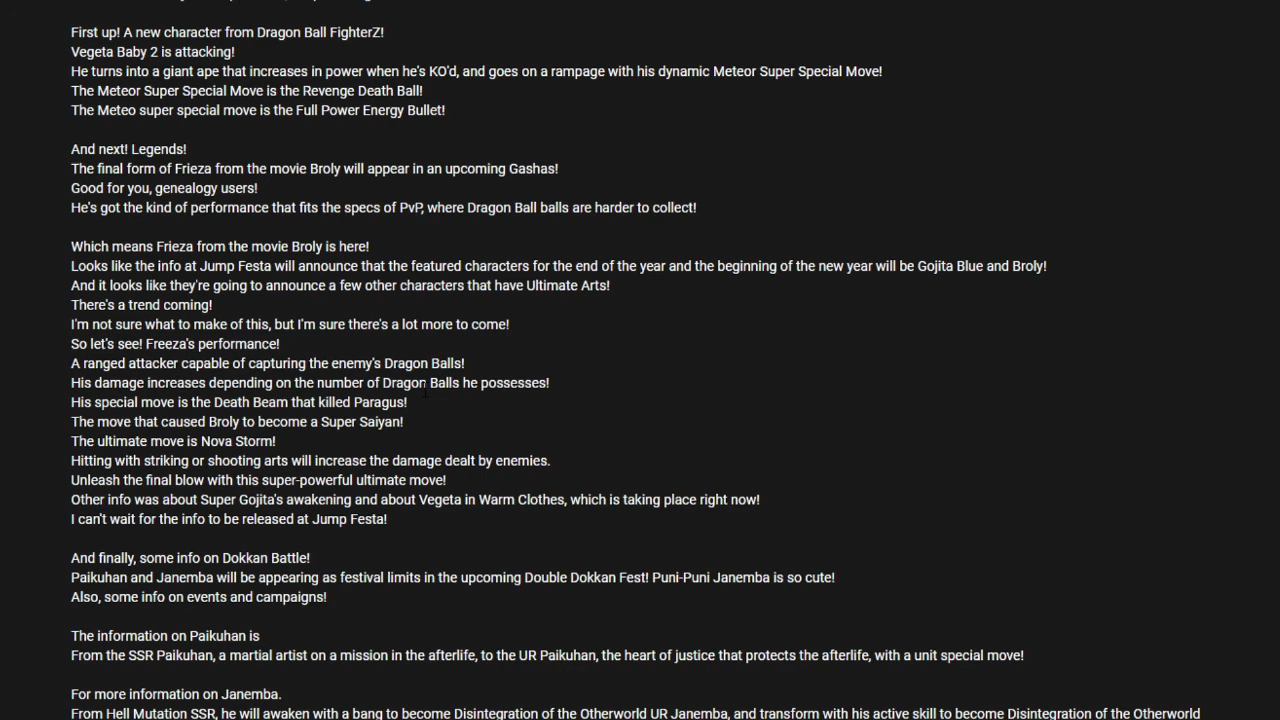 First up! A new character from Dragon Ball FighterZ!
Vegeta Baby 2 is attacking!
He turns into a giant ape that increases in power when he's KO'd, and goes on a rampage with his dynamic Meteor Super Special Move!
The Meteor Super Special Move is the Revenge Death Ball!
The Meteo super special move is the Full Power Energy Bullet!
And next! Legends!
The final form of Frieza from the movie Broly will appear in an upcoming Gashas!
Good for you, genealogy users!
He's got the kind of performance that fits the specs of PvP, where Dragon Ball balls are harder to collect!
Which means Frieza from the movie Broly is here!
Looks like the info at Jump Festa will announce that the featured characters for the end of the year and the beginning of the new year will be Gojita Blue and Broly!
And it looks like they're going to announce a few other characters that have Ultimate Arts!
There's a trend coming!
I'm not sure what to make of this, but I'm sure there's a lot more to come!
So let's see! Freeza's performance!
A ranged attacker capable of capturing the enemy's Dragon Balls!
His damage increases depending on the number of Dragon Balls he possesses!
His special move is the Death Beam that killed Paragus!
The move that caused Broly to become a Super Saiyan!
The ultimate move is Nova Storm!
Hitting with striking or shooting arts will increase the damage dealt by enemies.
Unleash the final blow with this super-powerful ultimate move!
Other info was about Super Gojita's awakening and about Vegeta in Warm Clothes, which is taking place right now!
I can't wait for the info to be released at Jump Festa!
And finally, some info on Dokkan Battle!
Paikuhan and Janemba will be appearing as festival limits in the upcoming Double Dokkan Fest! Puni-Puni Janemba is so cute!
Also, some info on events and campaigns!
The information on Paikuhan is
From the SSR Paikuhan, a martial artist on a mission in the afterlife, to the UR Paikuhan, the heart of justice that protects the afterlife, with a unit special move!
For more information on Janemba.
From Hell Mutation SSR, he will awaken with a bang to become Disintegration of the Otherworld UR Janemba, and transform with his active skill to become Disintegration of the Otherworld